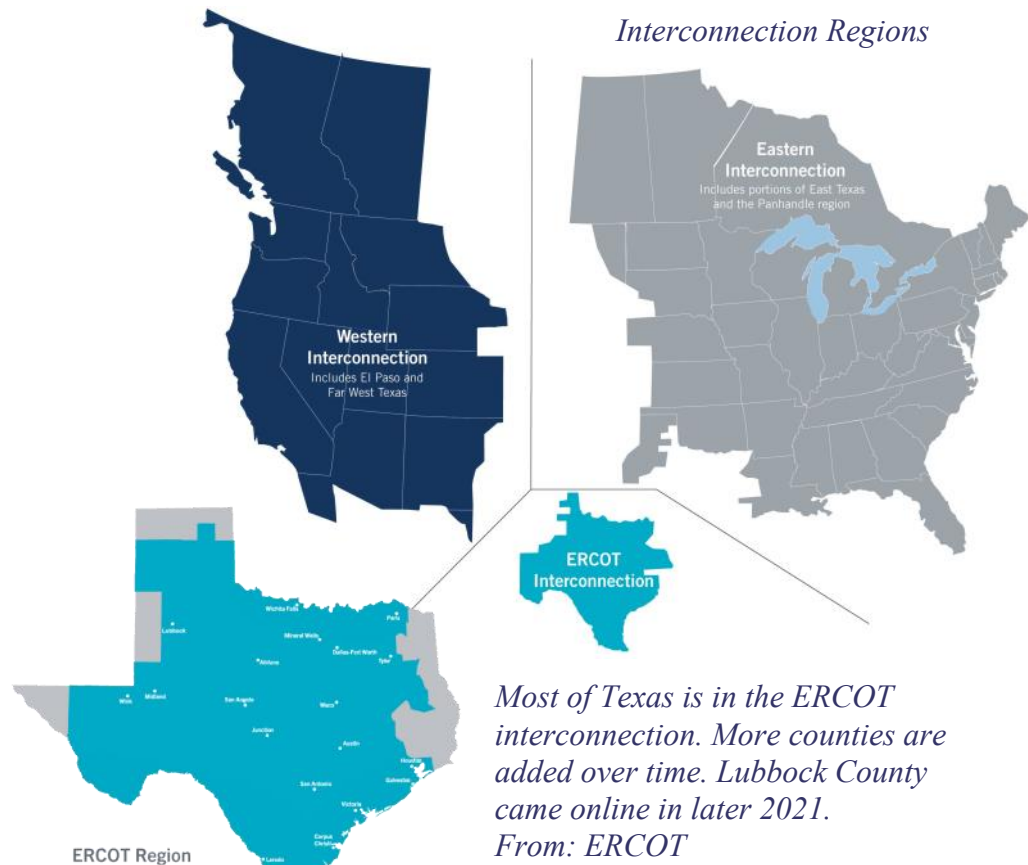 Interconnection Regions
Eastern
Interconnection
Includes portions of East Texas
and the Panhandle region
Western
Interconnection
Includes El Paso and
Far West Texas
ERCOT
Interconnection
Wichita Falls
Paris
Lubbock
Mineral Wells
Dallas-Fort Worth
Tyler
Abilene
Midland
Wink
San Angelo
Waco
Junction
Austin
Houston
Galveston
San Antonio
Victoria
Corpus
Christi
Laredo
ERCOT Region
Most of Texas is in the ERCOT
interconnection. More counties are
added over time. Lubbock County
came online in later 2021.
From: ERCOT